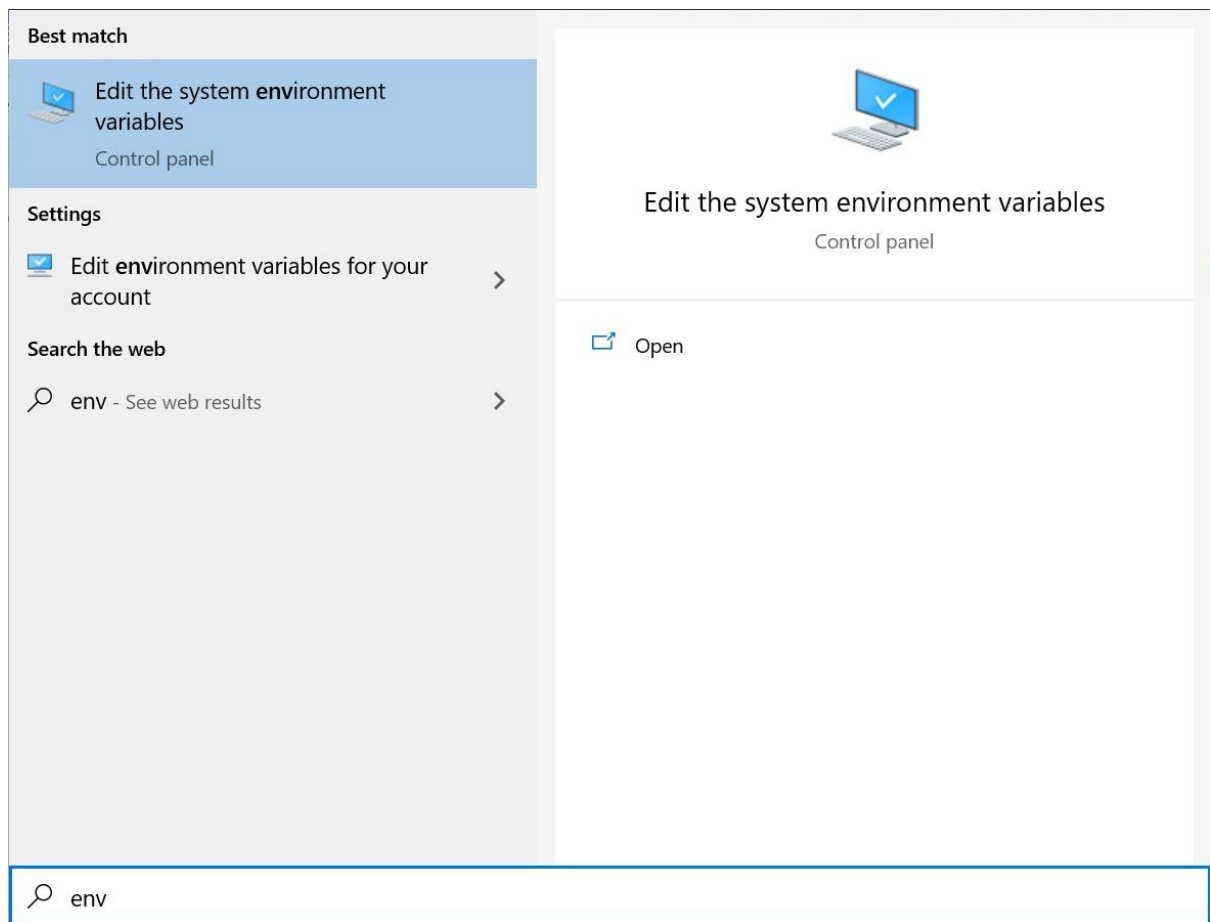 Best match
Edit the system environment
variables
Control panel
Settings
Edit environment variables for your
account
Search the web
env - See web results
Edit the system environment variables
Control panel
Open
env